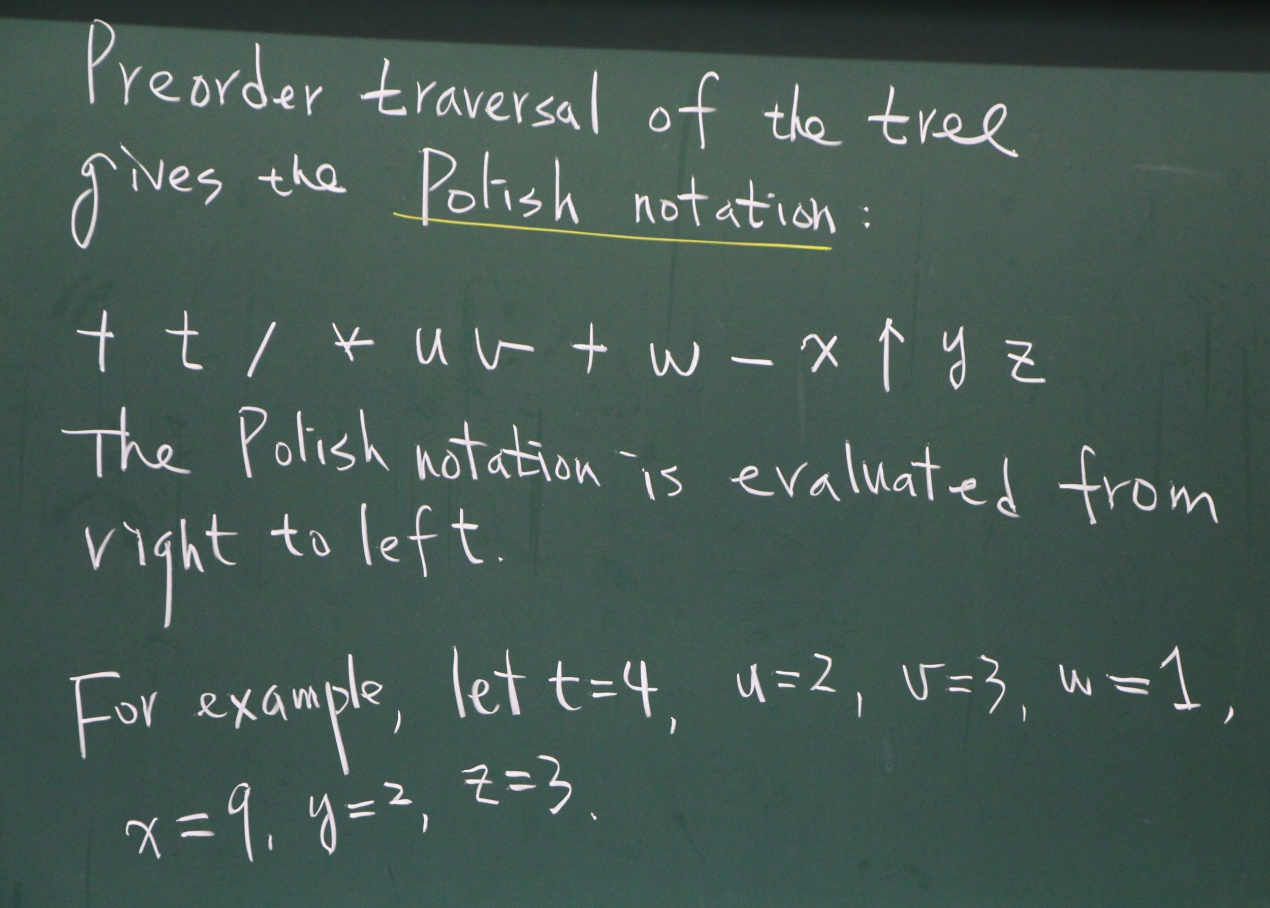 Preorder traversal of the tree
gives the Polish notation:
+ t / * u v + w - x ↑ y z
The Polish notation is evaluated from
right to left.
For example, let t=4, u=2, v=3, w=1,
x=9, y=2, z=3.